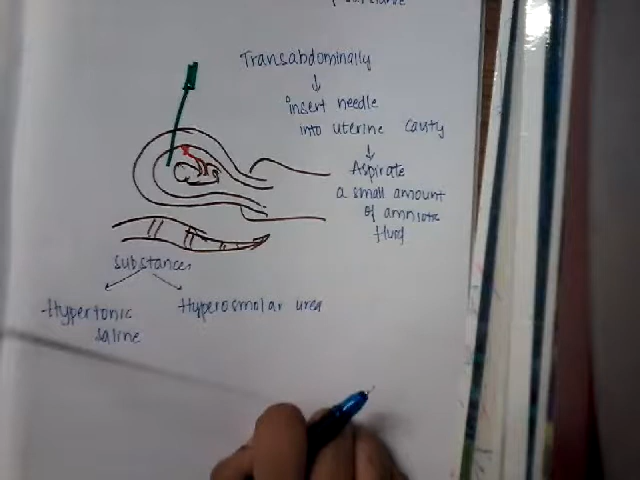 Transabdominally
insert needle
into uterine cavity
Aspirate
a small amount
of amniotic
fluid
substances
-Hypertonic
saline
Hyperosmolar urea